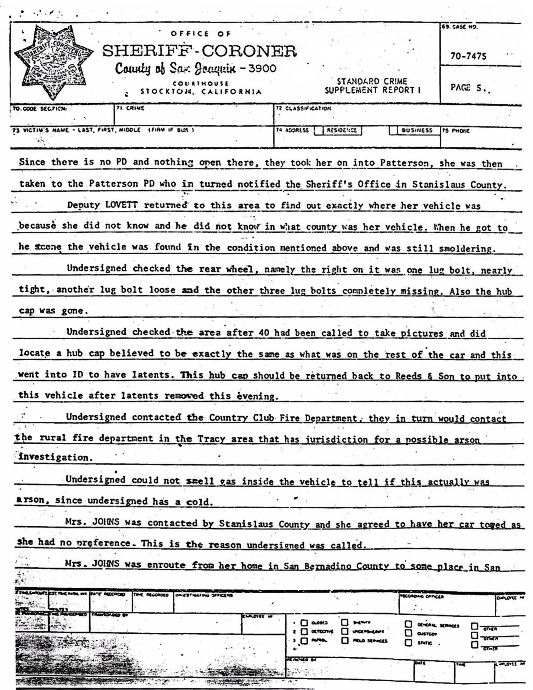 OFFICE OF
SHERIFF-CORONER
County of San Joaquin - 3900
COURTHOUSE
STOCKTON, CALIFORNIA
STANDARD CRIME
SUPPLEMENT REPORT I
69. CASE NO.
70-7475
PAGE 5.
70. CODE SECTION
71. CRIME
72 CLASSIFICATION
73 VICTIM'S NAME - LAST, FIRST, MIDDLE (FIRM IF BUS)
74 ADDRESS
RESIDENCE
BUSINESS
75 PHONE
Since there is no PD and nothing open there, they took her on into Patterson, she was then
taken to the Patterson PD who in turned notified the Sheriff's Office in Stanislaus County.
Deputy LOVETT returned to this area to find out exactly where her vehicle was
because she did not know and he did not know in what county was her vehicle. When he got to
he scene the vehicle was found in the condition mentioned above and was still smoldering.
Undersigned checked the rear wheel, namely the right on it was one lug bolt, nearly
tight, another lug bolt loose and the other three lug bolts completely missing. Also the hub
cap was gone.
Undersigned checked the area after 40 had been called to take pictures and did
locate a hub cap believed to be exactly the same as what was on the rest of the car and this
went into ID to have latents. This hub cap should be returned back to Reeds & Son to put into
this vehicle after latents removed this evening.
Undersigned contacted the Country Club Fire Department, they in turn would contact
the rural fire department in the Tracy area that has jurisdiction for a possible arson
investigation.
Undersigned could not smell gas inside the vehicle to tell if this actually was
arson, since undersigned has a cold.
Mrs. JOHNS was contacted by Stanislaus County and she agreed to have her car towed as
she had no preference. This is the reason undersigned was called.
Mrs. JOHNS was enroute from her home in San Bernadino County to some place in San
DATE RECORDED
TIME RECORDED
INVESTIGATING OFFICERS
RECORDING OFFICER
EMPLOYEE
EMPLOYEE
CLOSED
SHERIFF
GENERAL SERVICES
OTHER
DETECTIVE
UNDERSHERIFF
CUSTODY
OTHER
PATROL
FIELD SERVICES
STATIC
OTHER
REVIEWED BY
DATE
TIME
EMPLOYEE